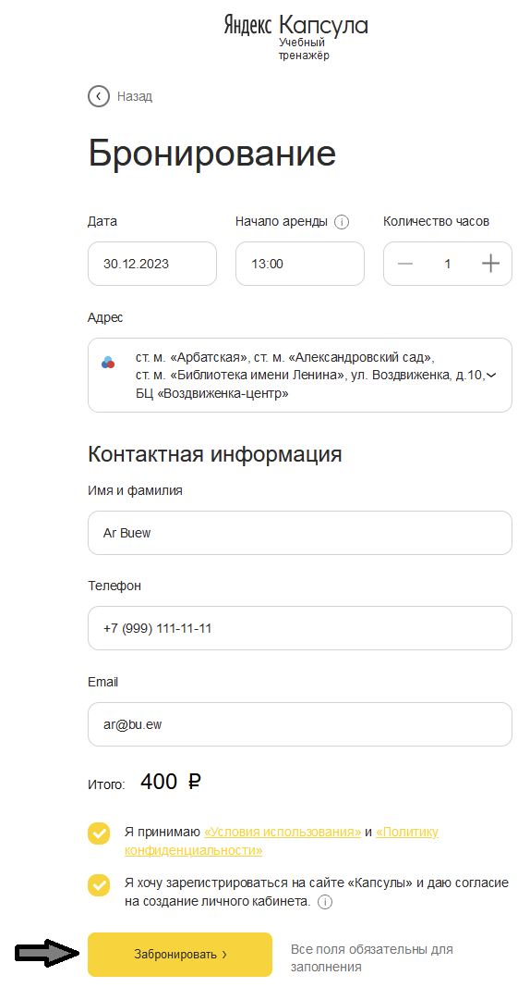 Яндекс Капсула
Учебный
тренажёр
Назад
Бронирование
Дата
Начало аренды
Количество часов
30.12.2023
13:00
1
Адрес
ст. м. «Арбатская», ст. м. «Александровский сад»,
ст. м. «Библиотека имени Ленина», ул. Воздвиженка, д.10,
БЦ «Воздвиженка-центр»
Контактная информация
Имя и фамилия
Ar Buew
Телефон
+7 (999) 111-11-11
Email
ar@bu.ew
Итого: 400 ₽
Я принимаю «Условия использования» и «Политику
конфиденциальности»
Я хочу зарегистрироваться на сайте «Капсулы» и даю согласие
на создание личного кабинета.
Забронировать ›
Все поля обязательны для
заполнения